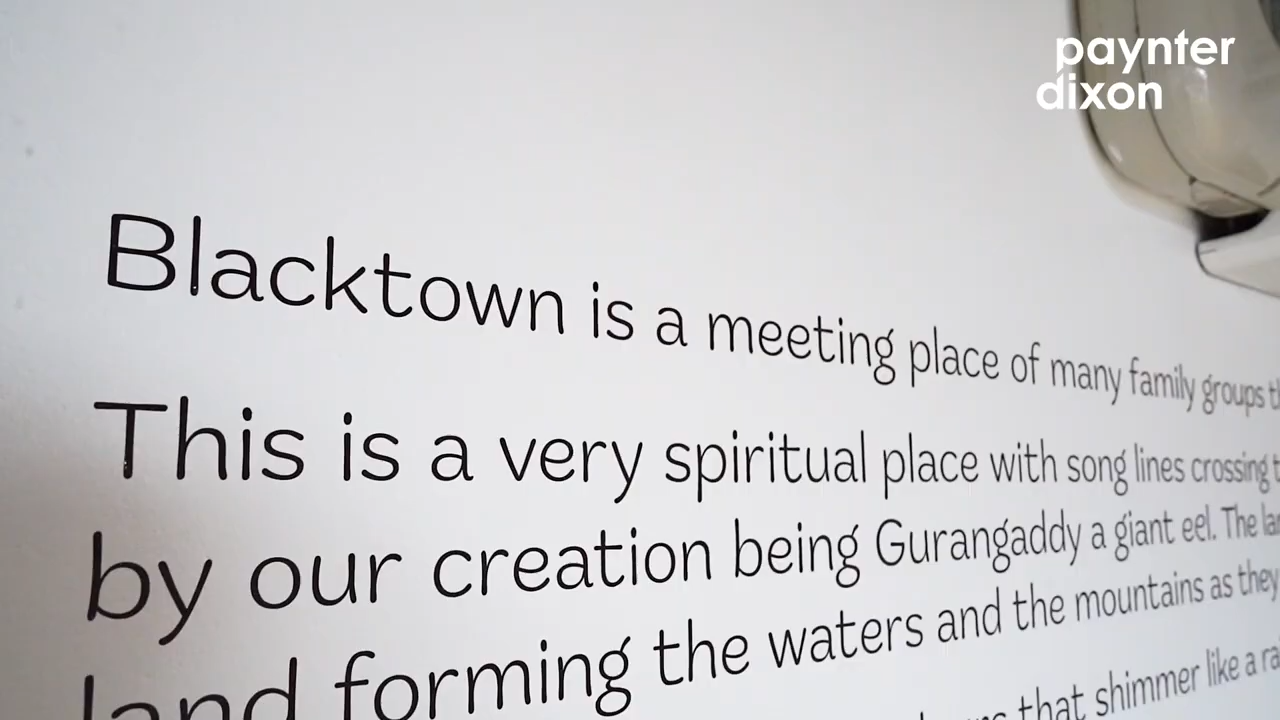 paynter
dixon
Blacktown is a meeting place of many family groups
This is a very spiritual place with song lines crossing
by our creation being Gurangaddy a giant eel. The
land forming the waters and the mountains as they
that shimmer like a